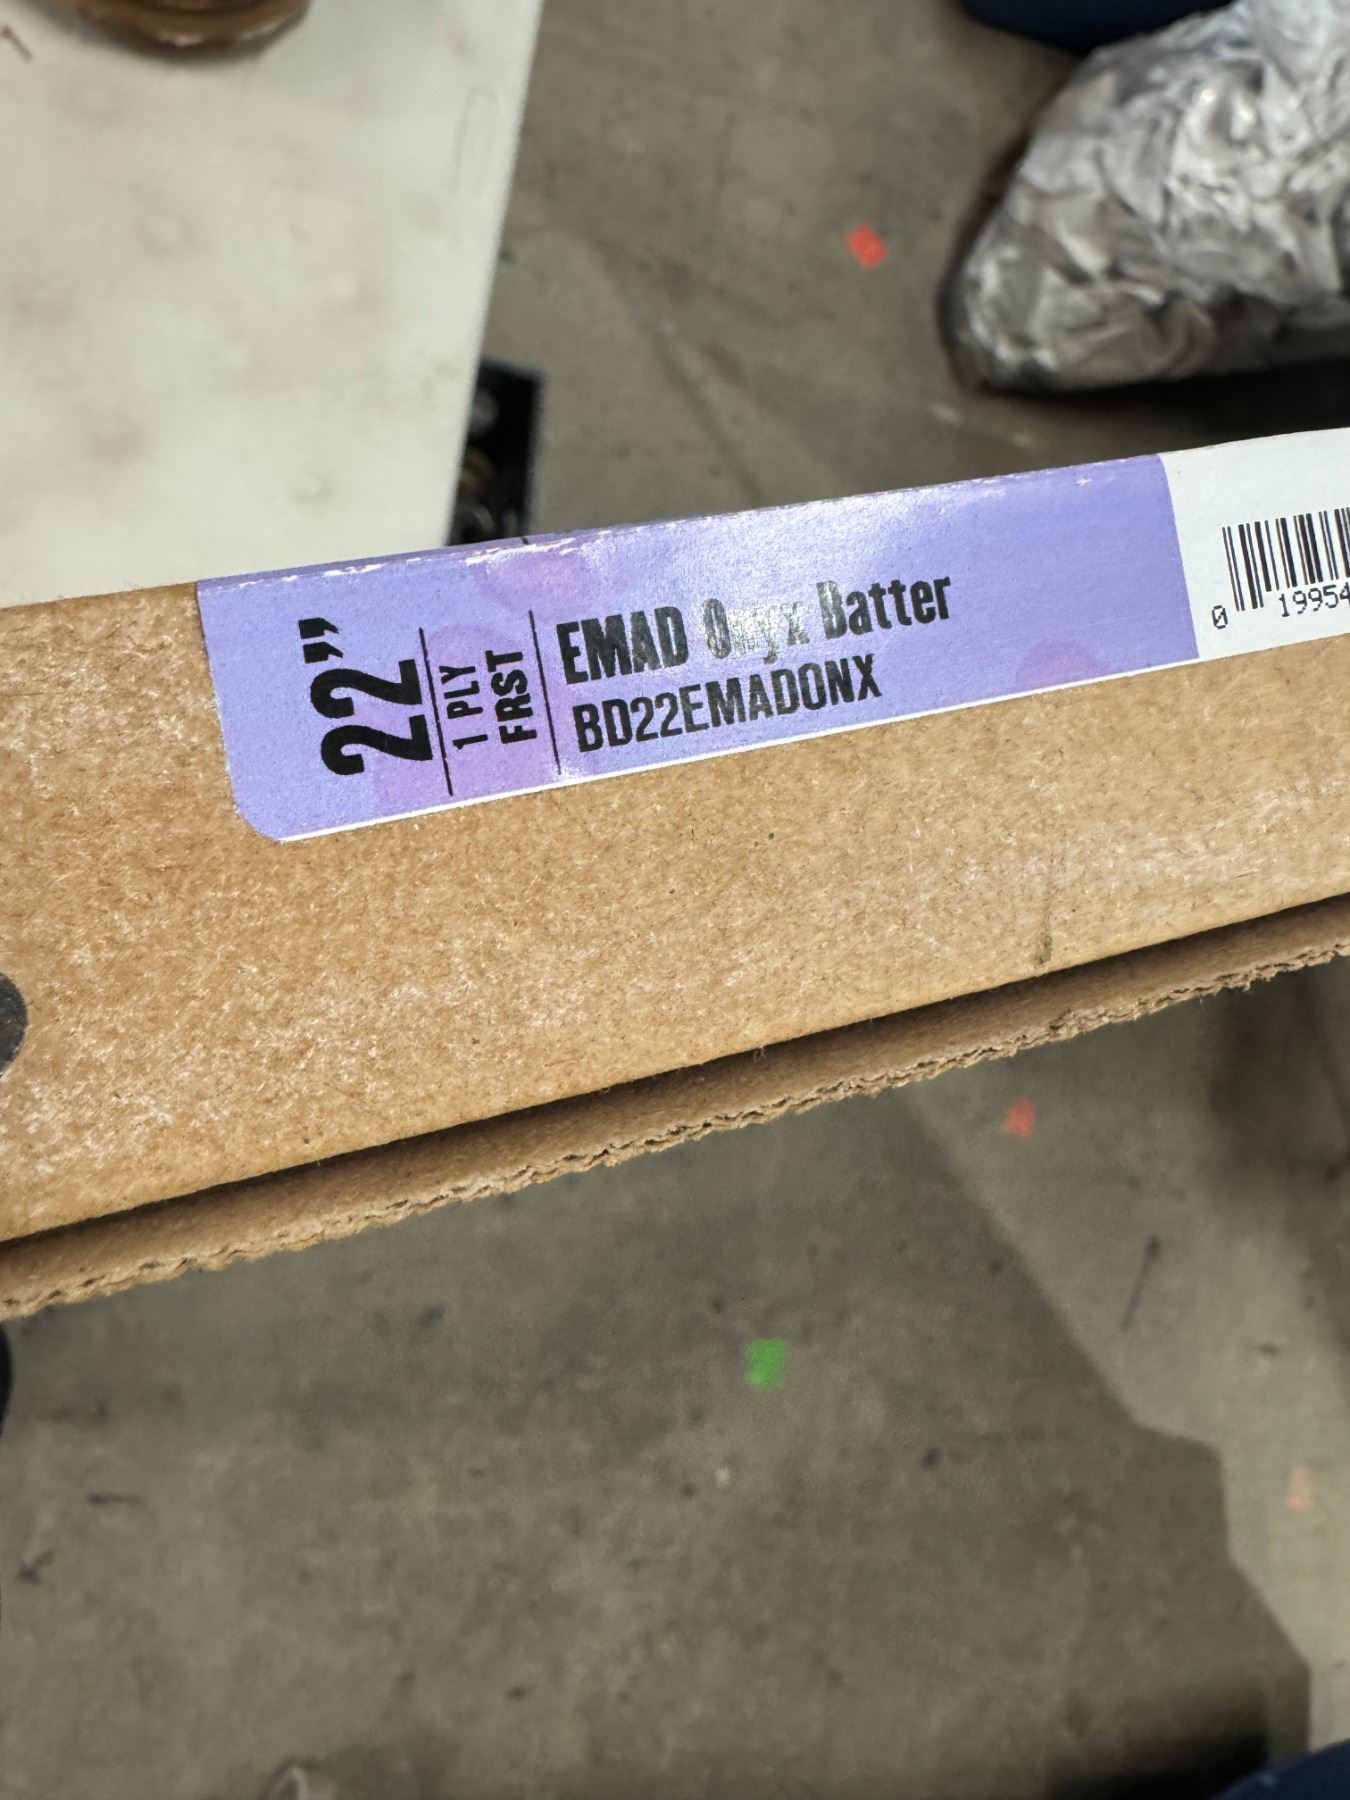 22"
1 PLY
FRST
EMAD Onyx Batter
BD22EMADONX
0 19954